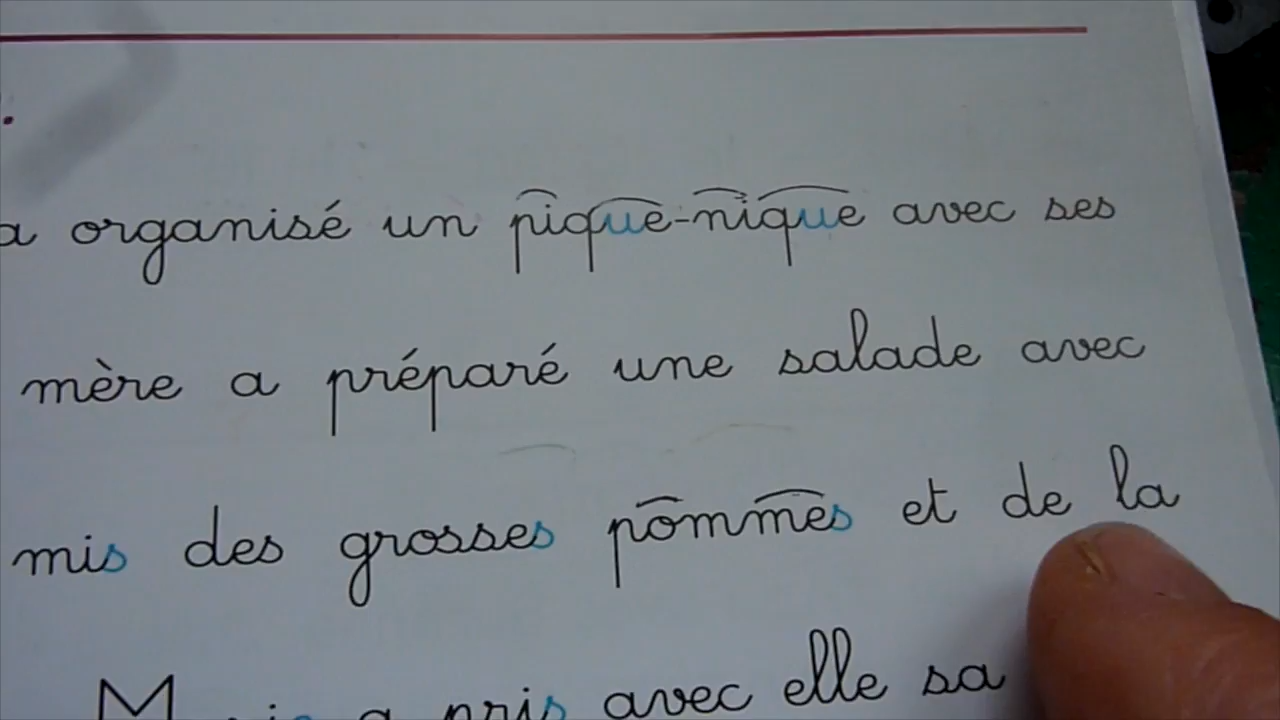 a organisé un pique-nique avec ses
mère a préparé une salade avec
mis des grosses pommes et de la
a pris avec elle sa